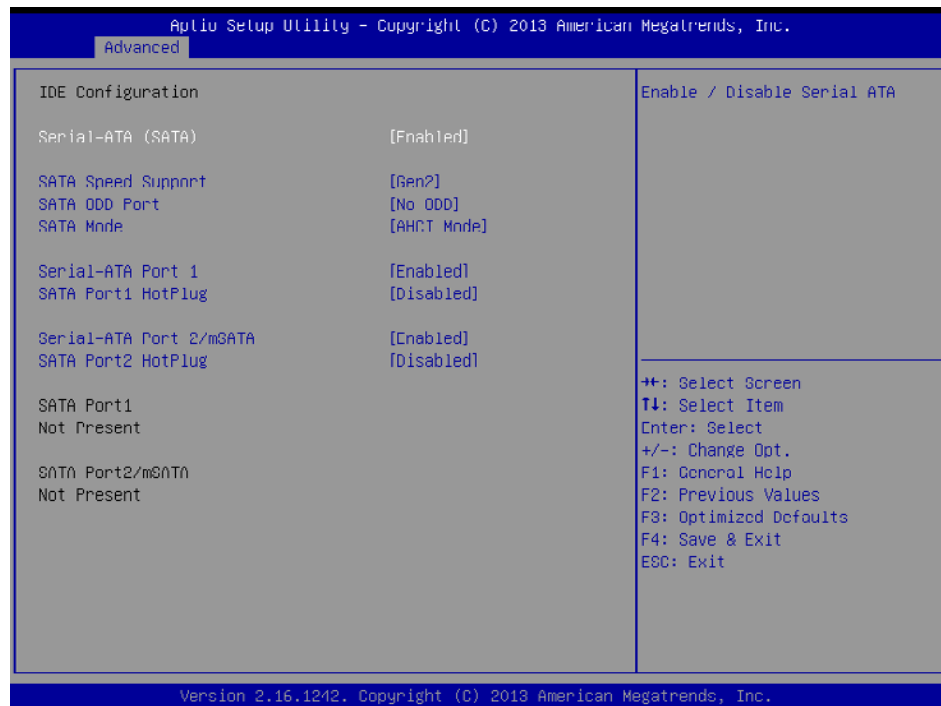 Aptio Setup Utility – Copyright (C) 2013 American Megatrends, Inc.
Advanced
IDE Configuration
Serial-ATA (SATA) [Enabled]
SATA Speed Support [Gen2]
SATA ODD Port [No ODD]
SATA Mode [AHCI Mode]
Serial-ATA Port 1 [Enabled]
SATA Port1 HotPlug [Disabled]
Serial-ATA Port 2/mSATA [Enabled]
SATA Port2 HotPlug [Disabled]
SATA Port1
Not Present
SATA Port2/mSATA
Not Present
Enable / Disable Serial ATA
→←: Select Screen
↑↓: Select Item
Enter: Select
+/-: Change Opt.
F1: General Help
F2: Previous Values
F3: Optimized Defaults
F4: Save & Exit
ESC: Exit
Version 2.16.1242. Copyright (C) 2013 American Megatrends, Inc.